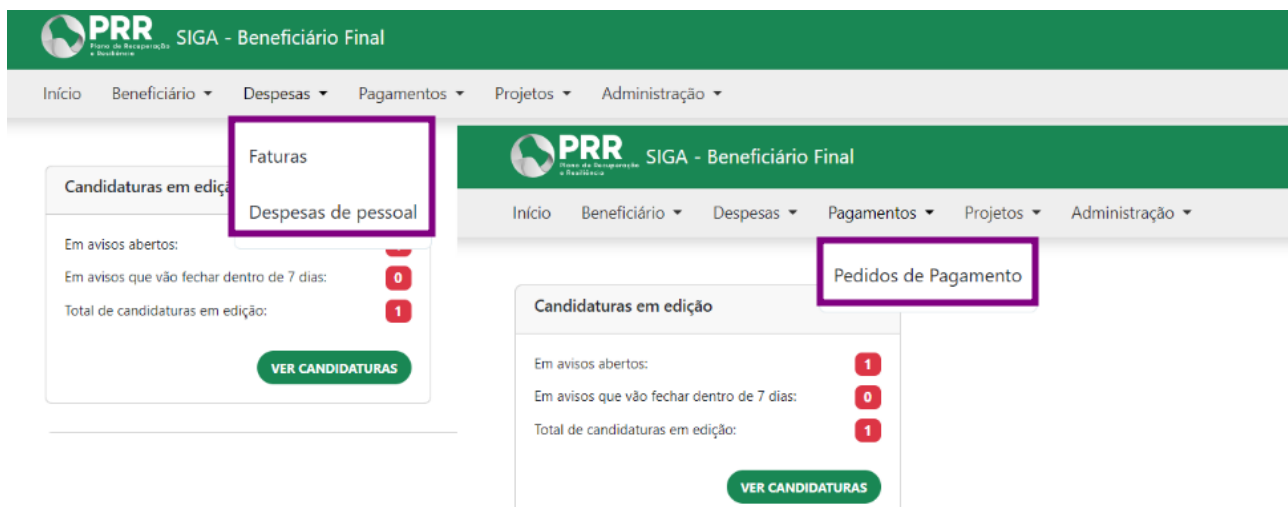 PRR
Plano de Recuperação
e Resiliência
SIGA - Beneficiário Final
Início Beneficiário Despesas Pagamentos Projetos Administração
Faturas
Despesas de pessoal
Candidaturas em ediçã
Em avisos abertos:
Em avisos que vão fechar dentro de 7 dias: 0
Total de candidaturas em edição: 1
VER CANDIDATURAS
PRR
Plano de Recuperação
e Resiliência
SIGA - Beneficiário Final
Início Beneficiário Despesas Pagamentos Projetos Administração
Pedidos de Pagamento
Candidaturas em edição
Em avisos abertos: 1
Em avisos que vão fechar dentro de 7 dias: 0
Total de candidaturas em edição: 1
VER CANDIDATURAS